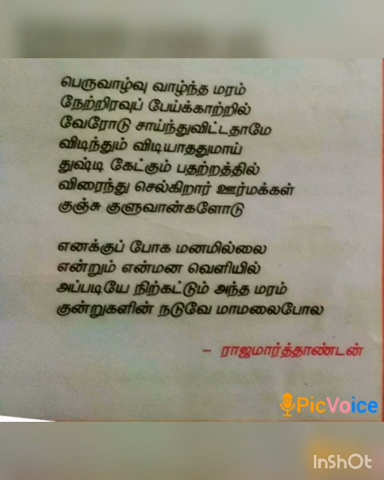 பெருவாழ்வு வாழ்ந்த மரம்
நேற்றிரவுப் பேய்க்காற்றில்
வேரோடு சாய்ந்துவிட்டதாமே
விடிந்தும் விடியாததுமாய்
துஷ்டி கேட்கும் பதற்றத்தில்
விரைந்து செல்கிறார் ஊர்மக்கள்
குஞ்சு குளுவான்களோடு
எனக்குப் போக மனமில்லை
என்றும் என்மன வெளியில்
அப்படியே நிற்கட்டும் அந்த மரம்
குன்றுகளின் நடுவே மாமலைபோல
– ராஜமார்த்தாண்டன்
PicVoice
InShOt